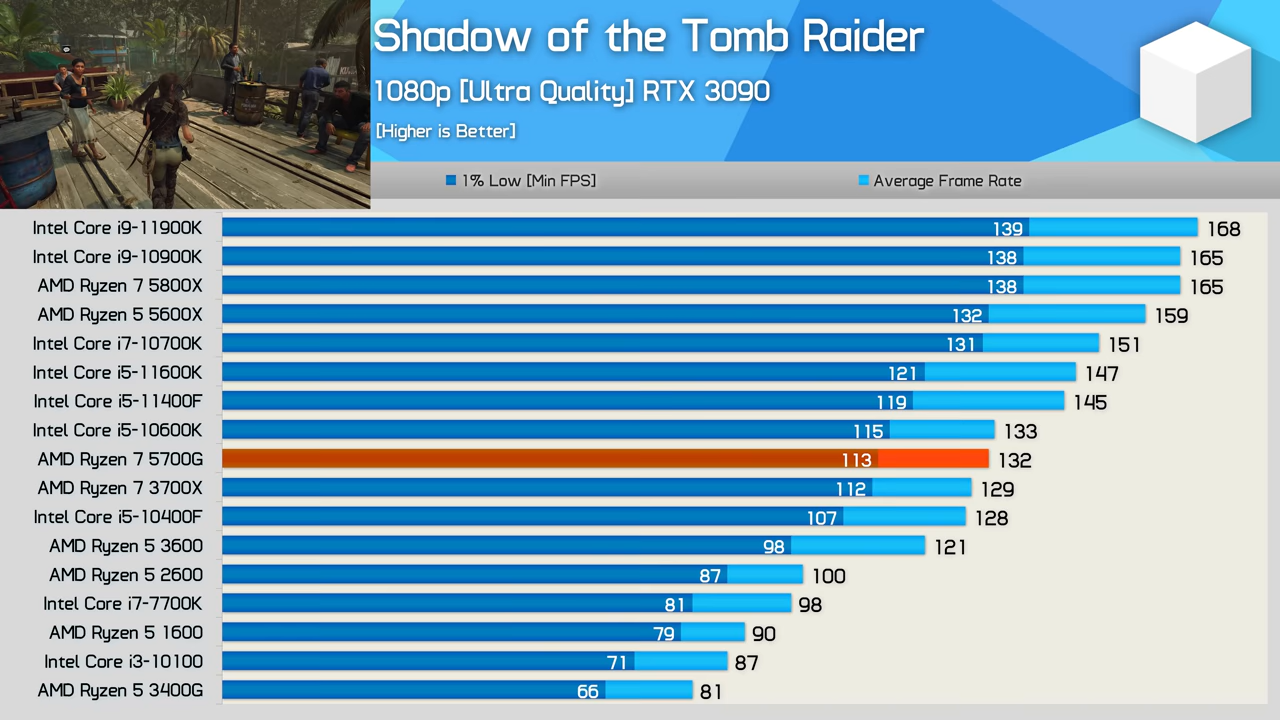 Shadow of the Tomb Raider
1080p [Ultra Quality] RTX 3090
[Higher is Better]
1% Low [Min FPS] Average Frame Rate
Intel Core i9-11900K 139 168
Intel Core i9-10900K 138 165
AMD Ryzen 7 5800X 138 165
AMD Ryzen 5 5600X 132 159
Intel Core i7-10700K 131 151
Intel Core i5-11600K 121 147
Intel Core i5-11400F 119 145
Intel Core i5-10600K 115 133
AMD Ryzen 7 5700G 113 132
AMD Ryzen 7 3700X 112 129
Intel Core i5-10400F 107 128
AMD Ryzen 5 3600 98 121
AMD Ryzen 5 2600 87 100
Intel Core i7-7700K 81 98
AMD Ryzen 5 1600 79 90
Intel Core i3-10100 71 87
AMD Ryzen 5 3400G 66 81